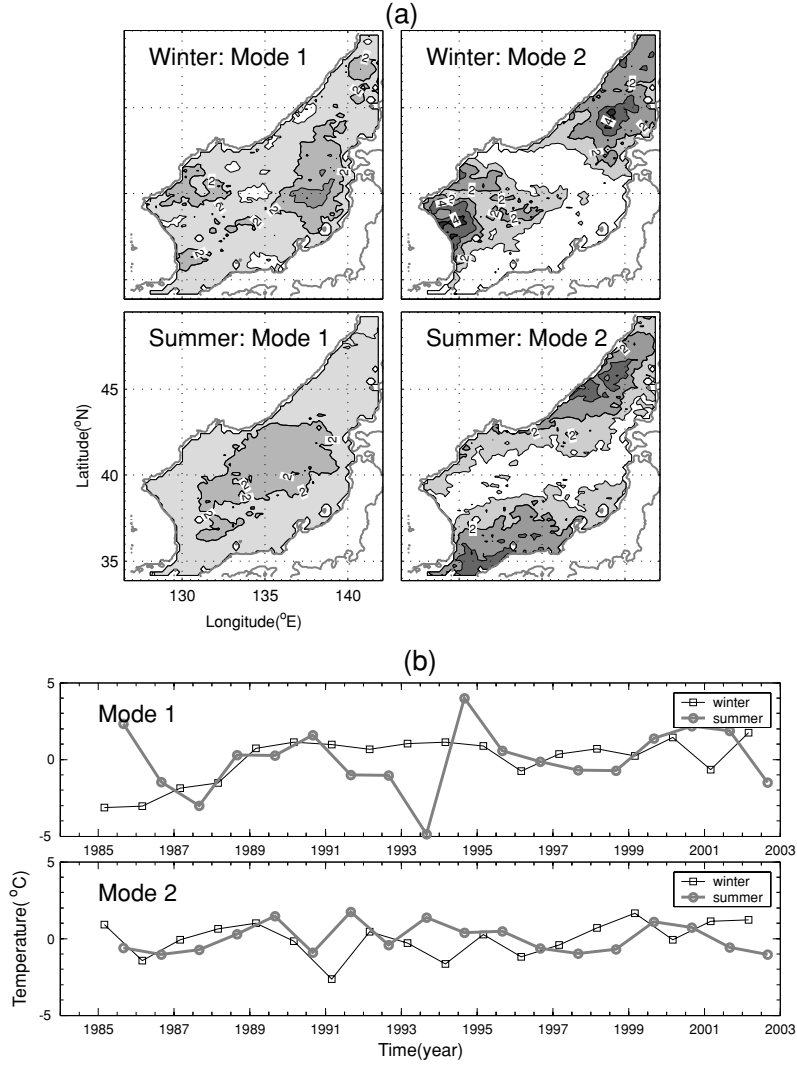 (a)
Winter: Mode 1
Winter: Mode 2
Summer: Mode 1
Summer: Mode 2
45
40
35
Latitude(ºN)
130 135 140
Longitude(ºE)
(b)
5
0
-5
Mode 1
winter
summer
1985 1987 1989 1991 1993 1995 1997 1999 2001 2003
5
0
-5
Mode 2
winter
summer
1985 1987 1989 1991 1993 1995 1997 1999 2001 2003
Temperature( ºC)
Time(year)